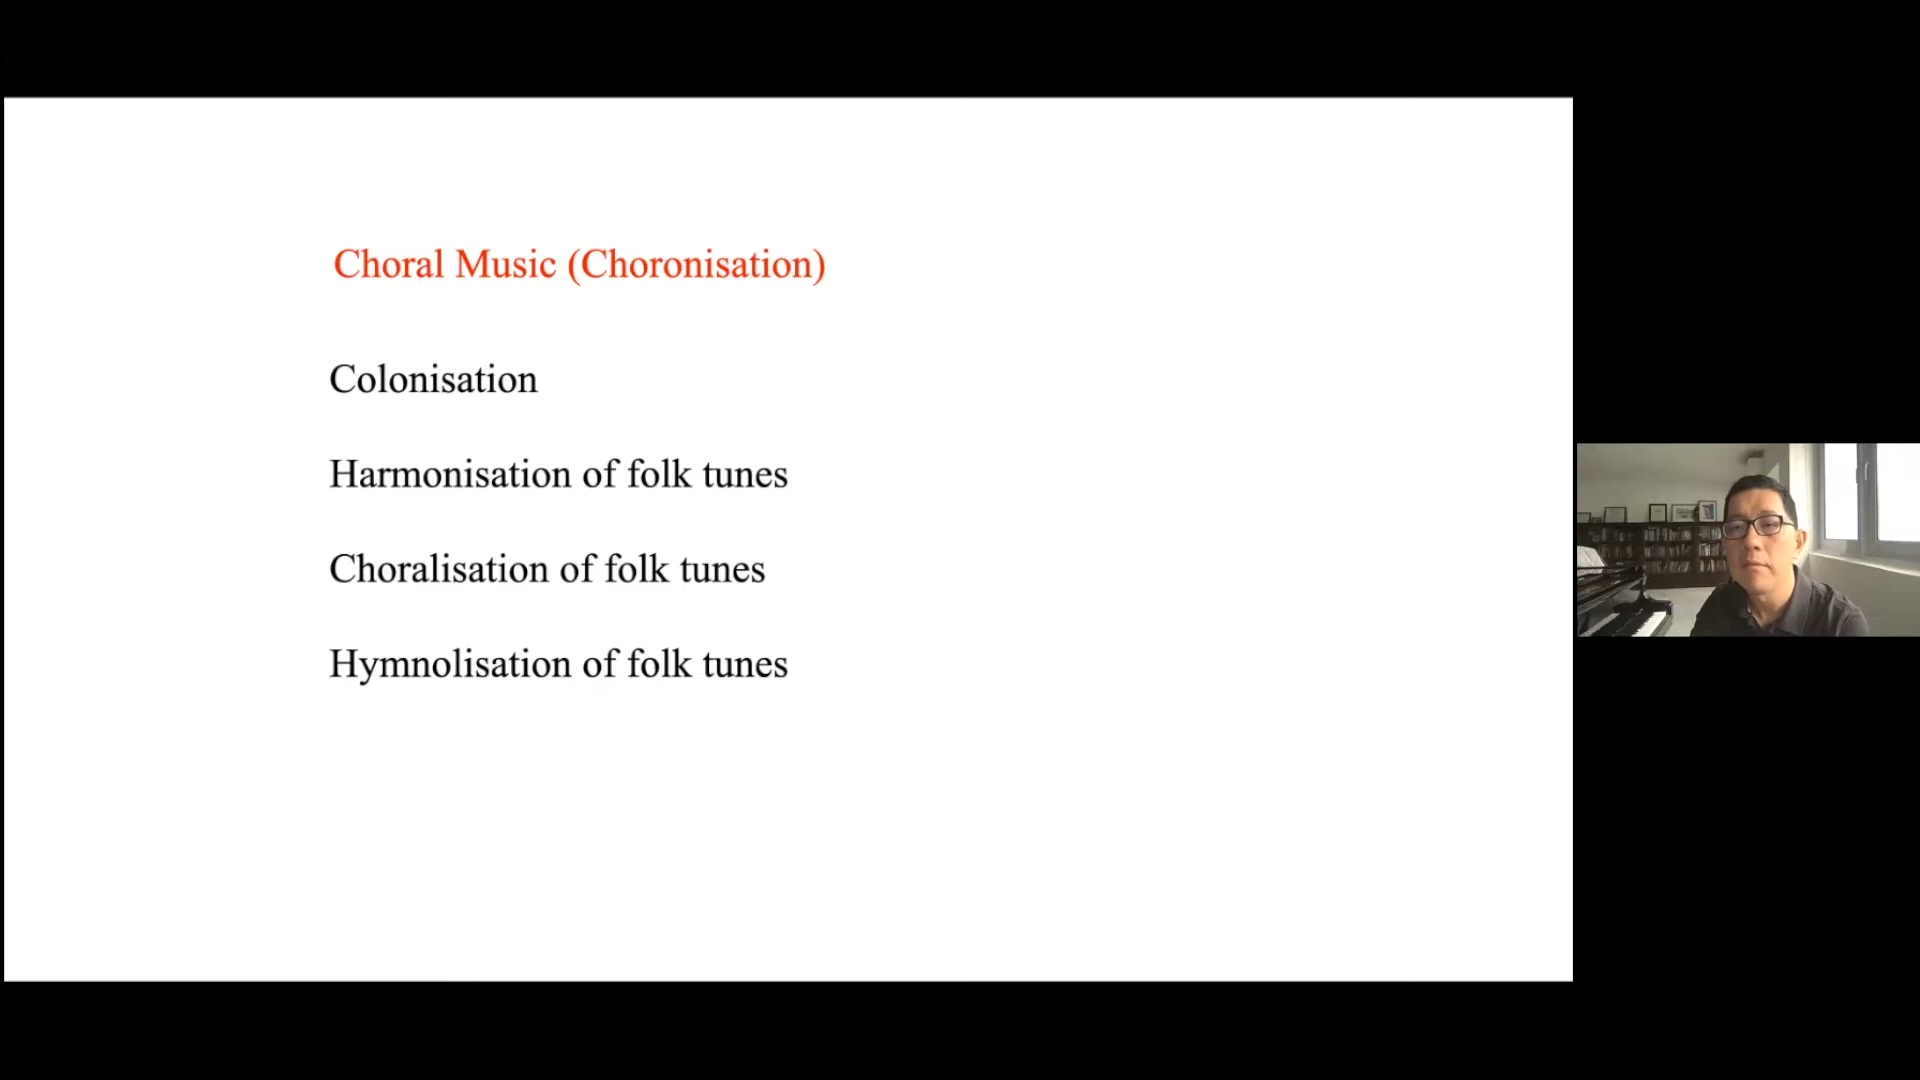 Choral Music (Choronisation)
Colonisation
Harmonisation of folk tunes
Choralisation of folk tunes
Hymnolisation of folk tunes